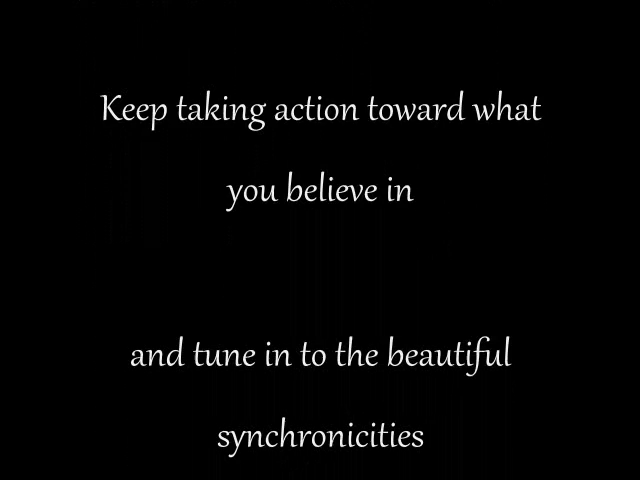 Keep taking action toward what
you believe in
and tune in to the beautiful
synchronicities